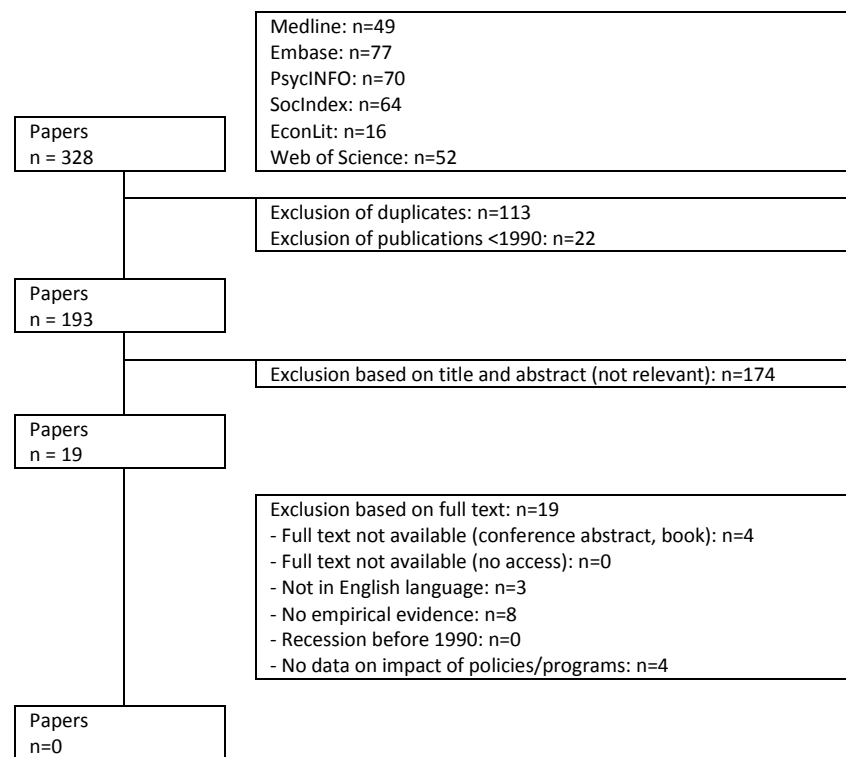 Medline: n=49
Embase: n=77
PsycINFO: n=70
SocIndex: n=64
EconLit: n=16
Web of Science: n=52
Papers
n = 328
Exclusion of duplicates: n=113
Exclusion of publications <1990: n=22
Papers
n = 193
Exclusion based on title and abstract (not relevant): n=174
Papers
n = 19
Exclusion based on full text: n=19
- Full text not available (conference abstract, book): n=4
- Full text not available (no access): n=0
- Not in English language: n=3
- No empirical evidence: n=8
- Recession before 1990: n=0
- No data on impact of policies/programs: n=4
Papers
n=0